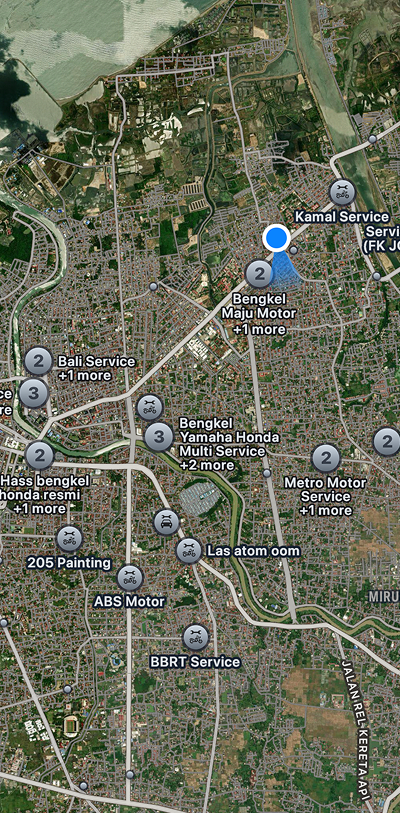 Kamal Service
Servi
(FK JO
2
Bengkel
Maju Motor
+1 more
2
Bali Service
+1 more
3
ce
re
3
Bengkel
Yamaha Honda
Multi Service
+2 more
2
Hass bengkel
honda resmi
+1 more
2
Metro Motor
Service
+1 more
2
205 Painting
Las atom oom
ABS Motor
MIRU
BBRT Service
JALAN REL KERETA API